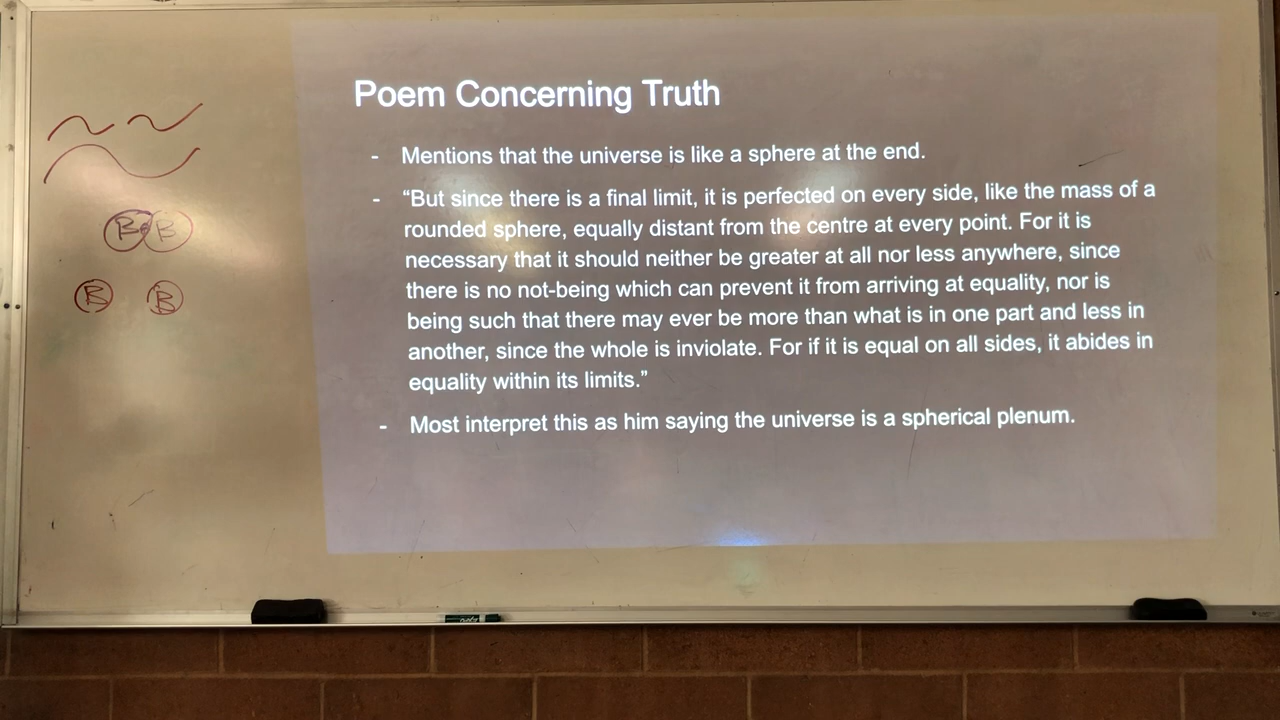 Poem Concerning Truth
- Mentions that the universe is like a sphere at the end.
- “But since there is a final limit, it is perfected on every side, like the mass of a
rounded sphere, equally distant from the centre at every point. For it is
necessary that it should neither be greater at all nor less anywhere, since
there is no not-being which can prevent it from arriving at equality, nor is
being such that there may ever be more than what is in one part and less in
another, since the whole is inviolate. For if it is equal on all sides, it abides in
equality within its limits.”
- Most interpret this as him saying the universe is a spherical plenum.
B B
B B